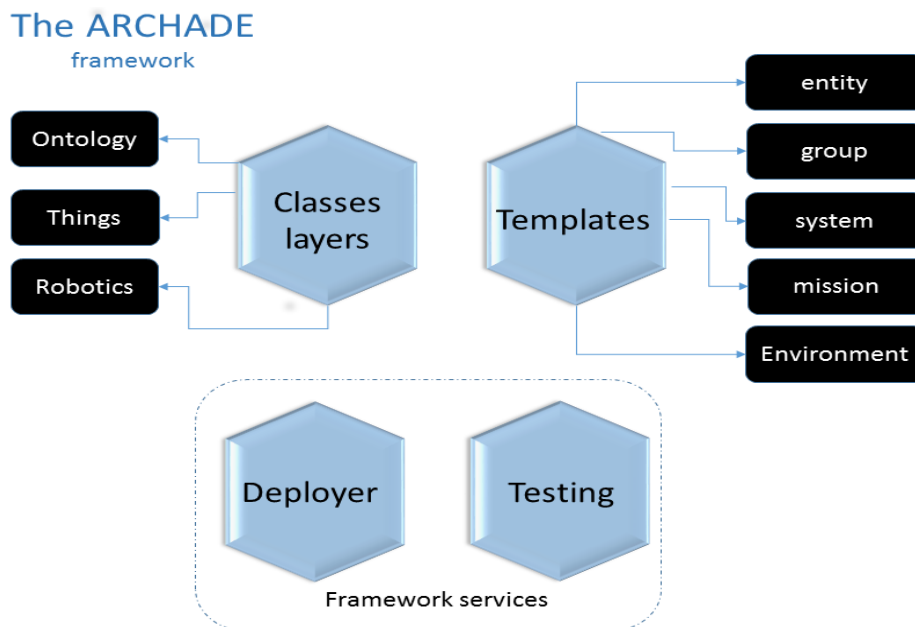 The ARCHADE
framework
Ontology
Things
Robotics
Classes
layers
Templates
entity
group
system
mission
Environment
Deployer
Testing
Framework services